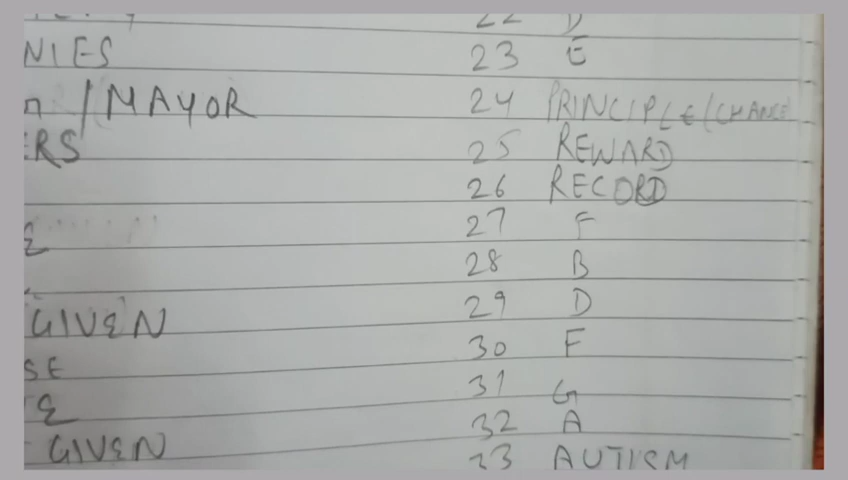 22 D
NIES 23 E
/MAYOR 24 PRINCIPLE/CHANCE
ERS 25 REWARD
26 RECORD
E 27 F
28 B
GIVEN 29 D
SE 30 F
E 31 G
GIVEN 32 A
33 AUTISM